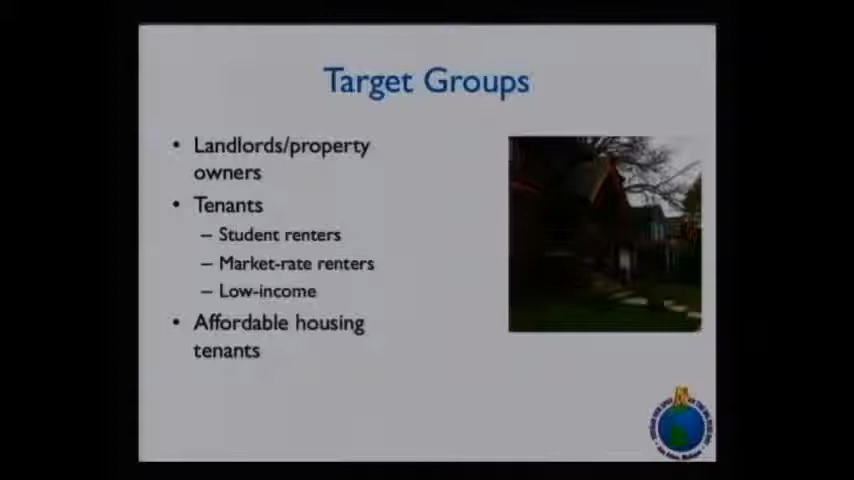 Target Groups
• Landlords/property
owners
• Tenants
– Student renters
– Market-rate renters
– Low-income
• Affordable housing
tenants